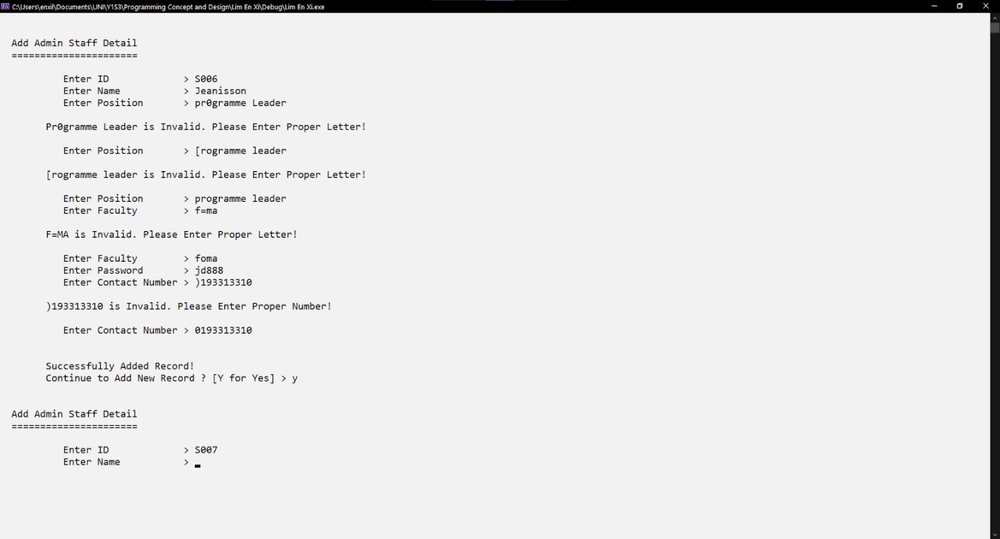 C:\Users\enxil\Documents\UNI\Y1S3\Programming Concept and Design\Lim En Xi\Debug\Lim En Xi.exe
Add Admin Staff Detail
======================
Enter ID > S006
Enter Name > Jeanisson
Enter Position > pr0gramme Leader
Pr0gramme Leader is Invalid. Please Enter Proper Letter!
Enter Position > [rogramme leader
[rogramme leader is Invalid. Please Enter Proper Letter!
Enter Position > programme leader
Enter Faculty > f=ma
F=MA is Invalid. Please Enter Proper Letter!
Enter Faculty > foma
Enter Password > jd888
Enter Contact Number > )193313310
)193313310 is Invalid. Please Enter Proper Number!
Enter Contact Number > 0193313310
Successfully Added Record!
Continue to Add New Record ? [Y for Yes] > y
Add Admin Staff Detail
======================
Enter ID > S007
Enter Name >